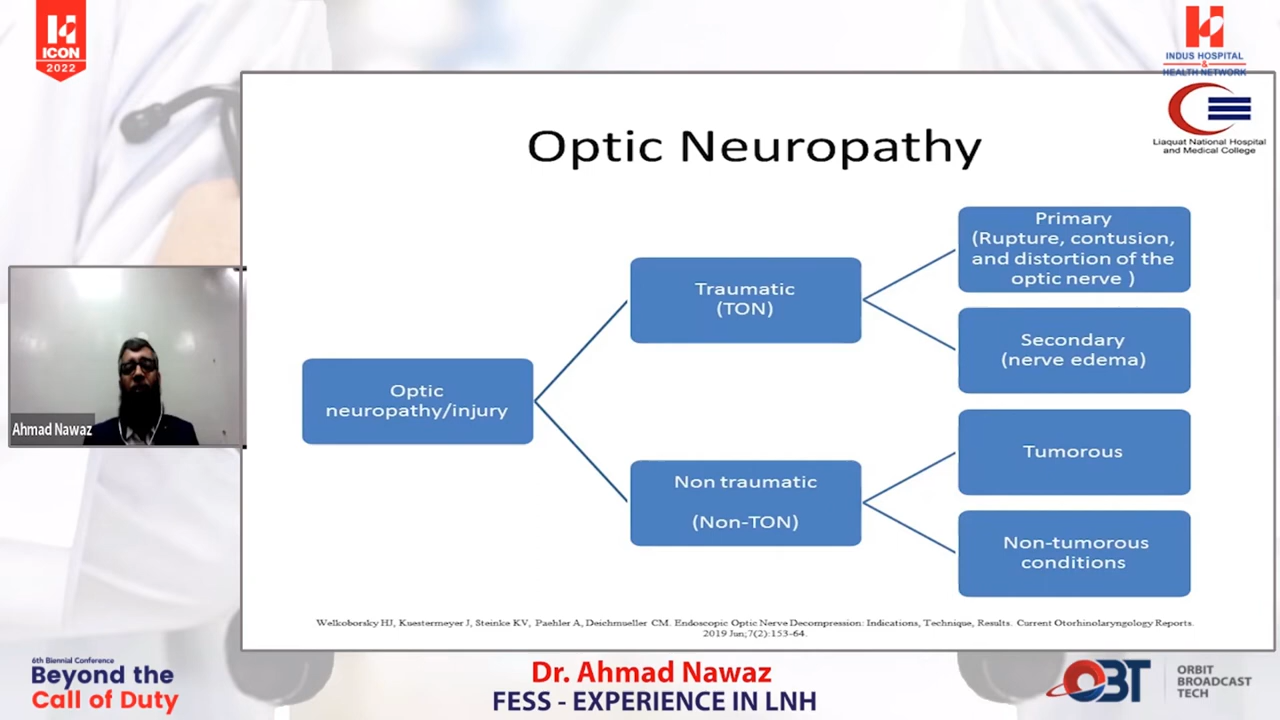 ICON
2022
INDUS HOSPITAL
&
HEALTH NETWORK
Liaquat National Hospital
and Medical College
Optic Neuropathy
Optic
neuropathy/injury
Traumatic
(TON)
Primary
(Rupture, contusion,
and distortion of the
optic nerve )
Secondary
(nerve edema)
Non traumatic
(Non-TON)
Tumorous
Non-tumorous
conditions
Welkoborsky HJ, Kuestermeyer J, Steinke KV, Paehler A, Deichmueller CM. Endoscopic Optic Nerve Decompression: Indications, Technique, Results. Current Otorhinolaryngology Reports.
2019 Jun;7(2):153-64.
Ahmad Nawaz
6th Biennial Conference
Beyond the
Call of Duty
Dr. Ahmad Nawaz
FESS - EXPERIENCE IN LNH
OBT
ORBIT
BROADCAST
TECH